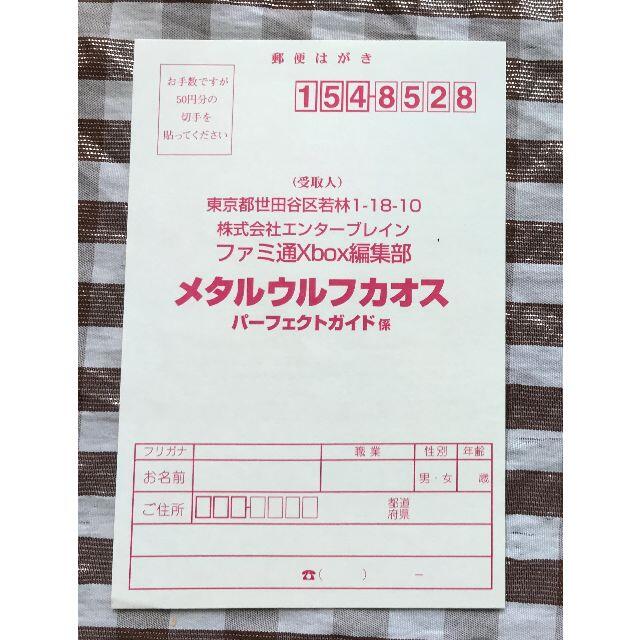 郵便はがき
お手数ですが
50円分の
切手を
貼ってください
154-8528
（受取人）
東京都世田谷区若林1-18-10
株式会社エンターブレイン
ファミ通Xbox編集部
メタルウルフカオス
パーフェクトガイド係
フリガナ 職業 性別 年齢
お名前 男・女 歳
ご住所 都道
府県
☎( ) −